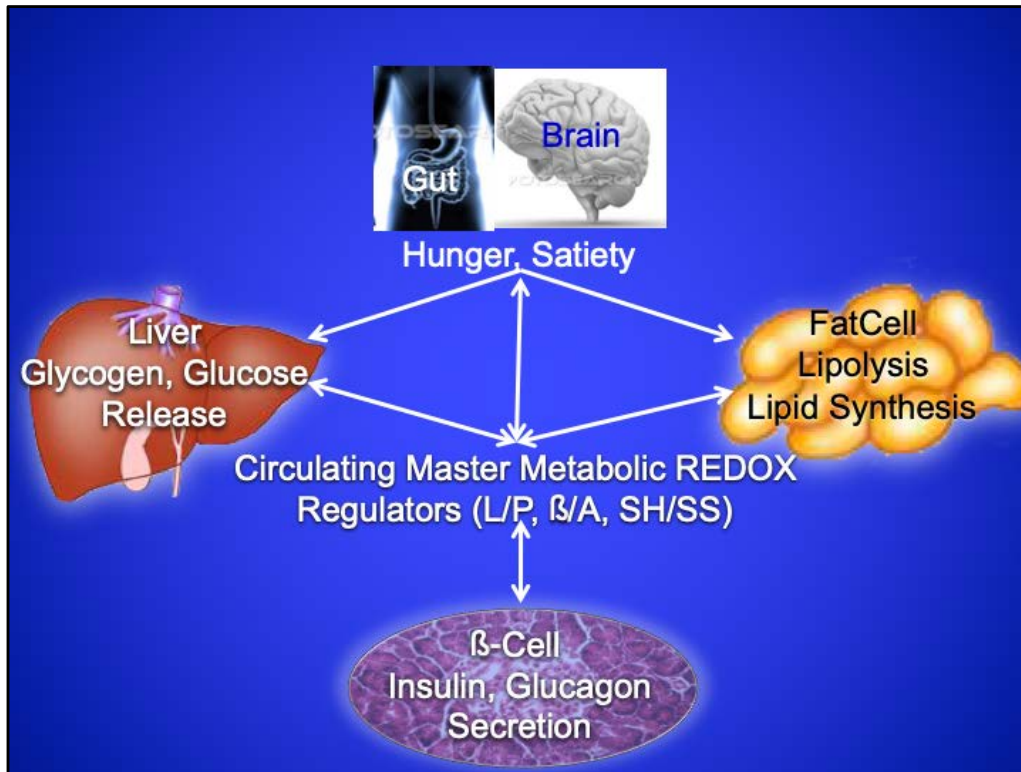 Gut
Brain
Hunger, Satiety
Liver
Glycogen, Glucose
Release
FatCell
Lipolysis
Lipid Synthesis
Circulating Master Metabolic REDOX
Regulators (L/P, ß/A, SH/SS)
ß-Cell
Insulin, Glucagon
Secretion